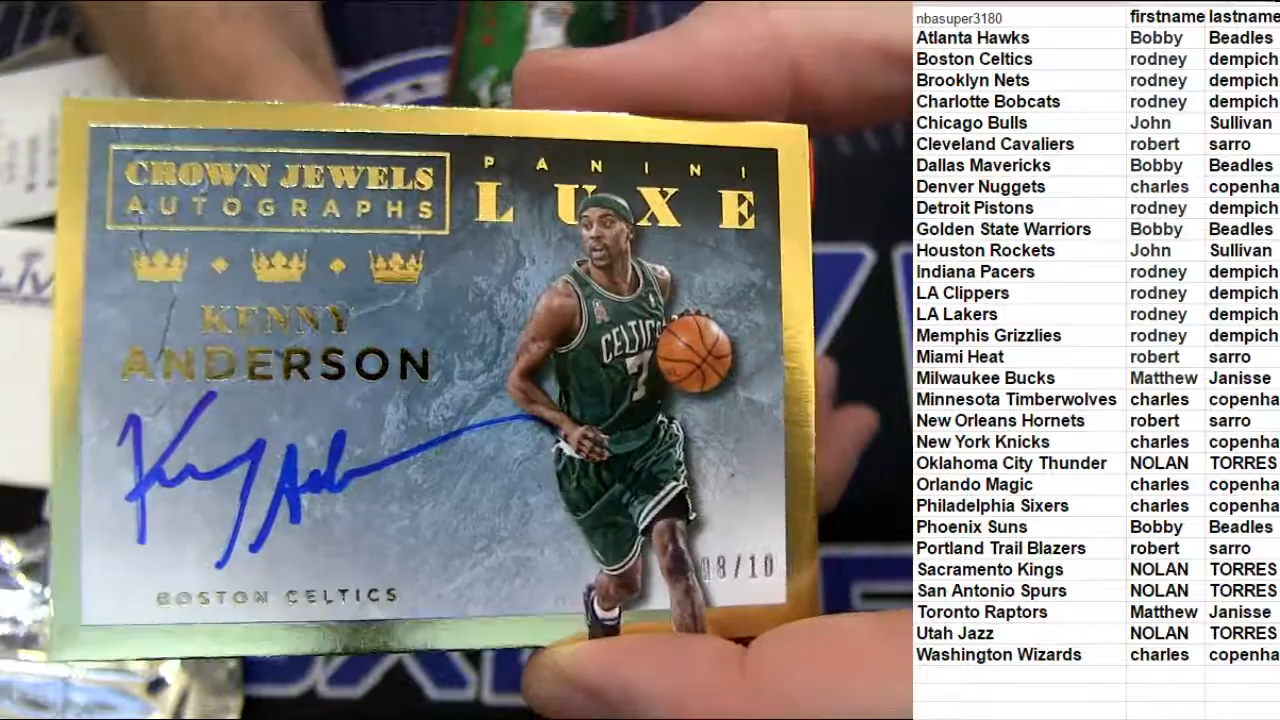 CROWN JEWELS
AUTOGRAPHS
PANINI
LUXE
KENNY
ANDERSON
CELTICS
7
08/10
BOSTON CELTICS
nbasuper3180 firstname lastname
Atlanta Hawks Bobby Beadles
Boston Celtics rodney dempich
Brooklyn Nets rodney dempich
Charlotte Bobcats rodney dempich
Chicago Bulls John Sullivan
Cleveland Cavaliers robert sarro
Dallas Mavericks Bobby Beadles
Denver Nuggets charles copenha
Detroit Pistons rodney dempich
Golden State Warriors Bobby Beadles
Houston Rockets John Sullivan
Indiana Pacers rodney dempich
LA Clippers rodney dempich
LA Lakers rodney dempich
Memphis Grizzlies rodney dempich
Miami Heat robert sarro
Milwaukee Bucks Matthew Janisse
Minnesota Timberwolves charles copenha
New Orleans Hornets robert sarro
New York Knicks charles copenha
Oklahoma City Thunder NOLAN TORRES
Orlando Magic charles copenha
Philadelphia Sixers charles copenha
Phoenix Suns Bobby Beadles
Portland Trail Blazers robert sarro
Sacramento Kings NOLAN TORRES
San Antonio Spurs NOLAN TORRES
Toronto Raptors Matthew Janisse
Utah Jazz NOLAN TORRES
Washington Wizards charles copenha